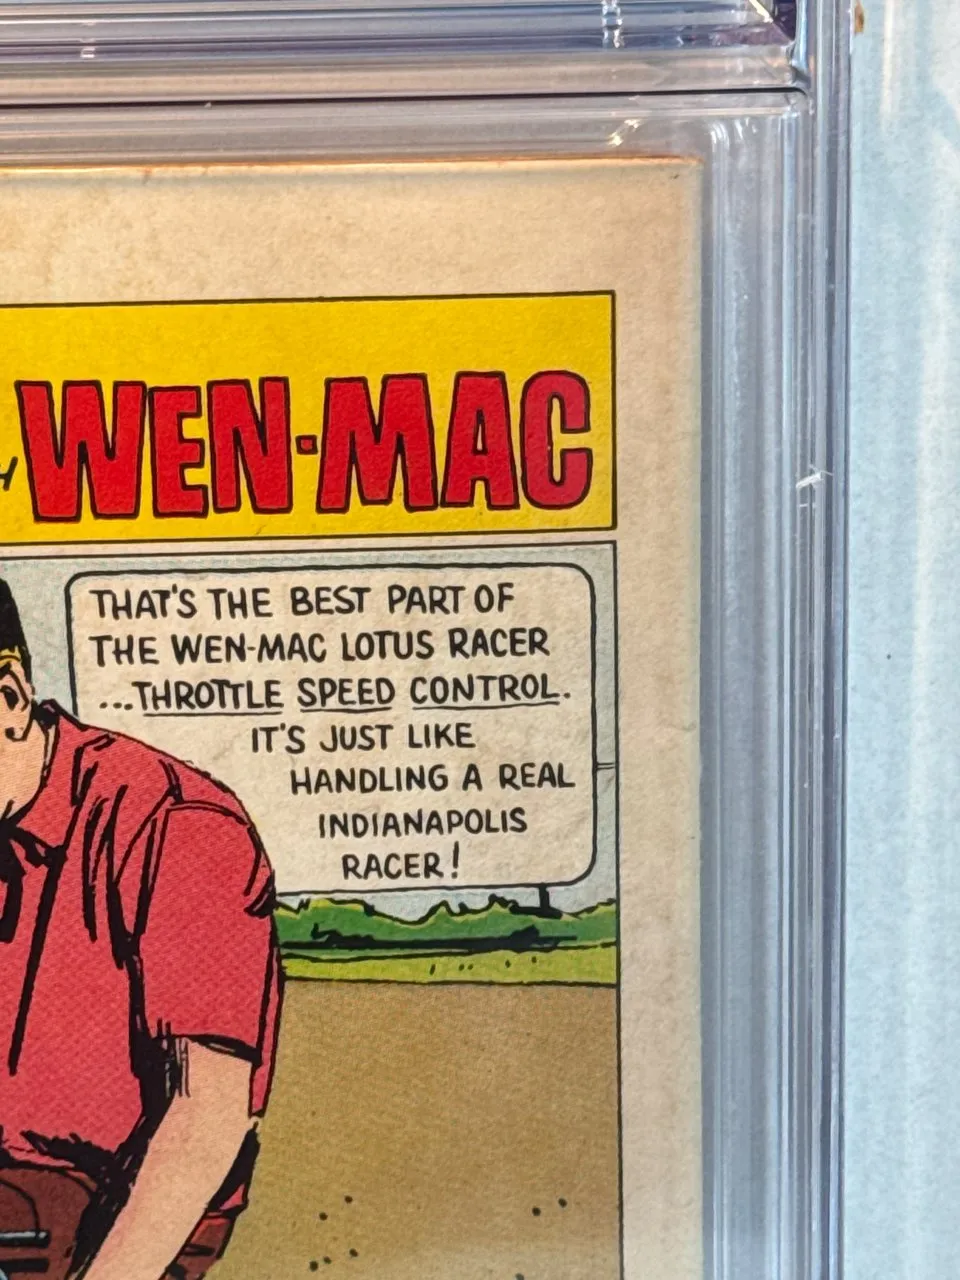 WEN-MAC
THAT'S THE BEST PART OF
THE WEN-MAC LOTUS RACER
...THROTTLE SPEED CONTROL.
IT'S JUST LIKE
HANDLING A REAL
INDIANAPOLIS
RACER!